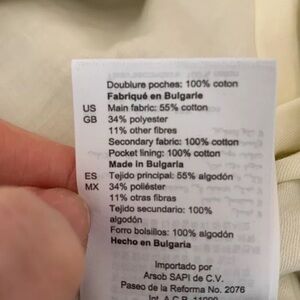 Doublure poches: 100% coton
Fabriqué en Bulgarie
US Main fabric: 55% cotton
GB 34% polyester
11% other fibres
Secondary fabric: 100% cotton
Pocket lining: 100% cotton
Made in Bulgaria
ES Tejido principal: 55% algodón
MX 34% poliéster
11% otras fibras
Tejido secundario: 100%
algodón
Forro bolsillos: 100% algodón
Hecho en Bulgaria
Importado por
Arsob SAPI de C.V.
Paseo de la Reforma No. 2076
Int. A C.P. 11000